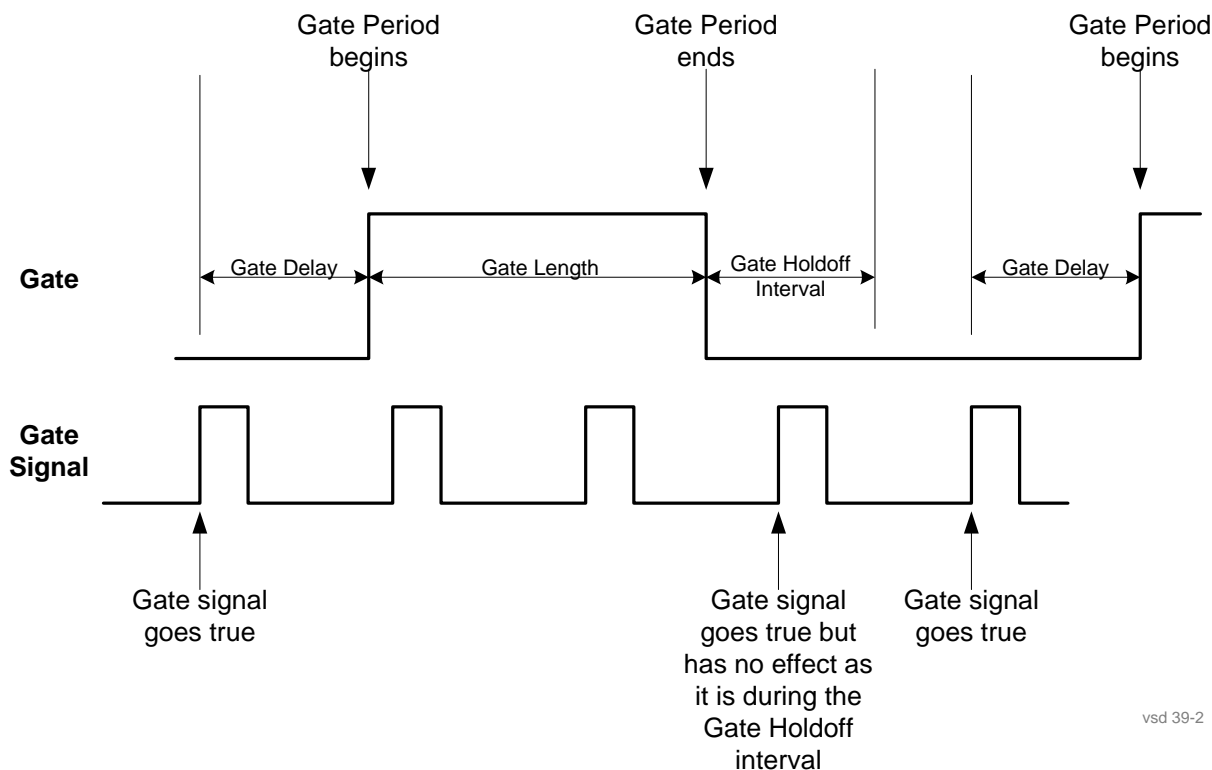 Gate Period
begins
Gate Period
ends
Gate Period
begins
Gate
Gate Delay
Gate Length
Gate Holdoff
Interval
Gate Delay
Gate
Signal
Gate signal
goes true
Gate signal
goes true but
has no effect as
it is during the
Gate Holdoff
interval
Gate signal
goes true
vsd 39-2